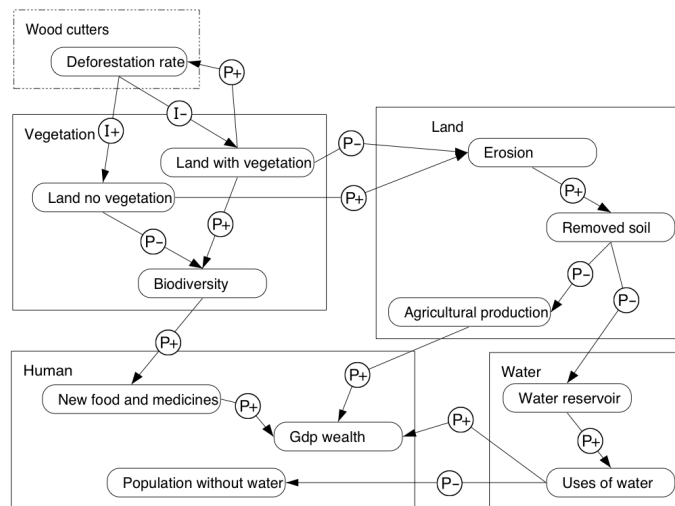 Wood cutters
Deforestation rate
P+
I-
Vegetation
I+
Land with vegetation
P-
Land
Erosion
Land no vegetation
P+
P+
Removed soil
P+
P-
P-
P-
Biodiversity
Agricultural production
P+
Human
P+
Water
New food and medicines
P+
Water reservoir
Gdp wealth
P+
P+
Population without water
P-
Uses of water